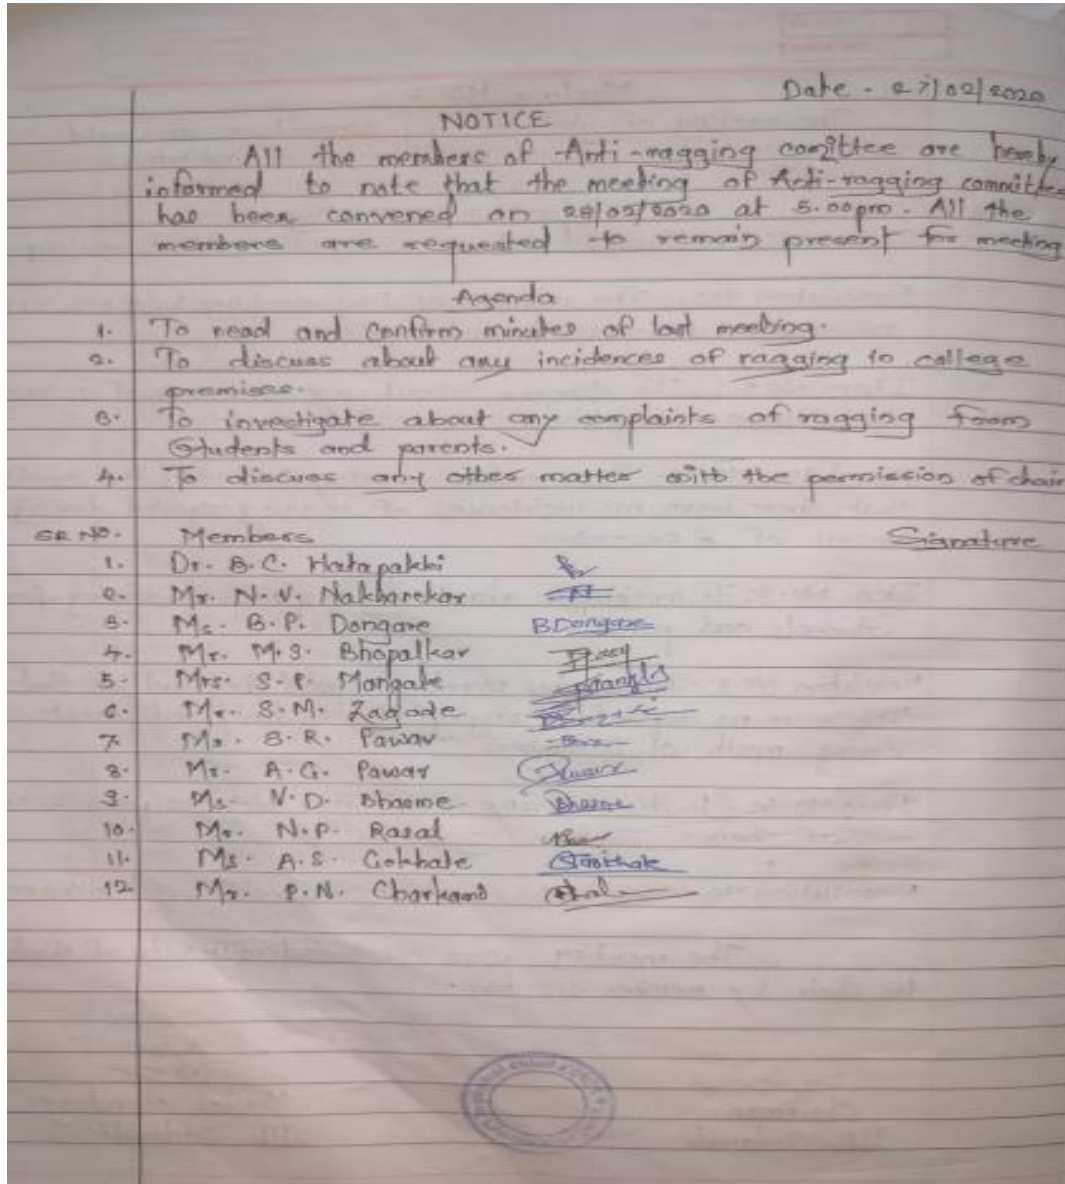 Date - 27/02/2020
NOTICE
All the members of Anti-ragging comittee are hereby
informed to note that the meeting of Anti-ragging committee
has been convened on 28/02/2020 at 5.00pm. All the
members are requested to remain present for meeting
Agenda
1. To read and confirm minutes of last meeting.
2. To discuss about any incidences of ragging in college
premises.
3. To investigate about any complaints of ragging from
Students and parents.
4. To discuss any other matter with the permission of chair
SR NO. Members Signature
1. Dr. B.C. Hatapakki
2. Mr. N.V. Nakhanekar
3. Ms. B.P. Dongare B.Dongare
4. Mr. M.S. Bhopalkar
5. Mrs. S.P. Mangale
6. Mr. S.M. Zagade
7. Ms. S.R. Pawar
8. Mr. A.G. Pawar
9. Ms. V.D. Bhasme Bhasme
10. Mr. N.P. Rasal
11. Ms. A.S. Gokhale
12. Mr. P.N.